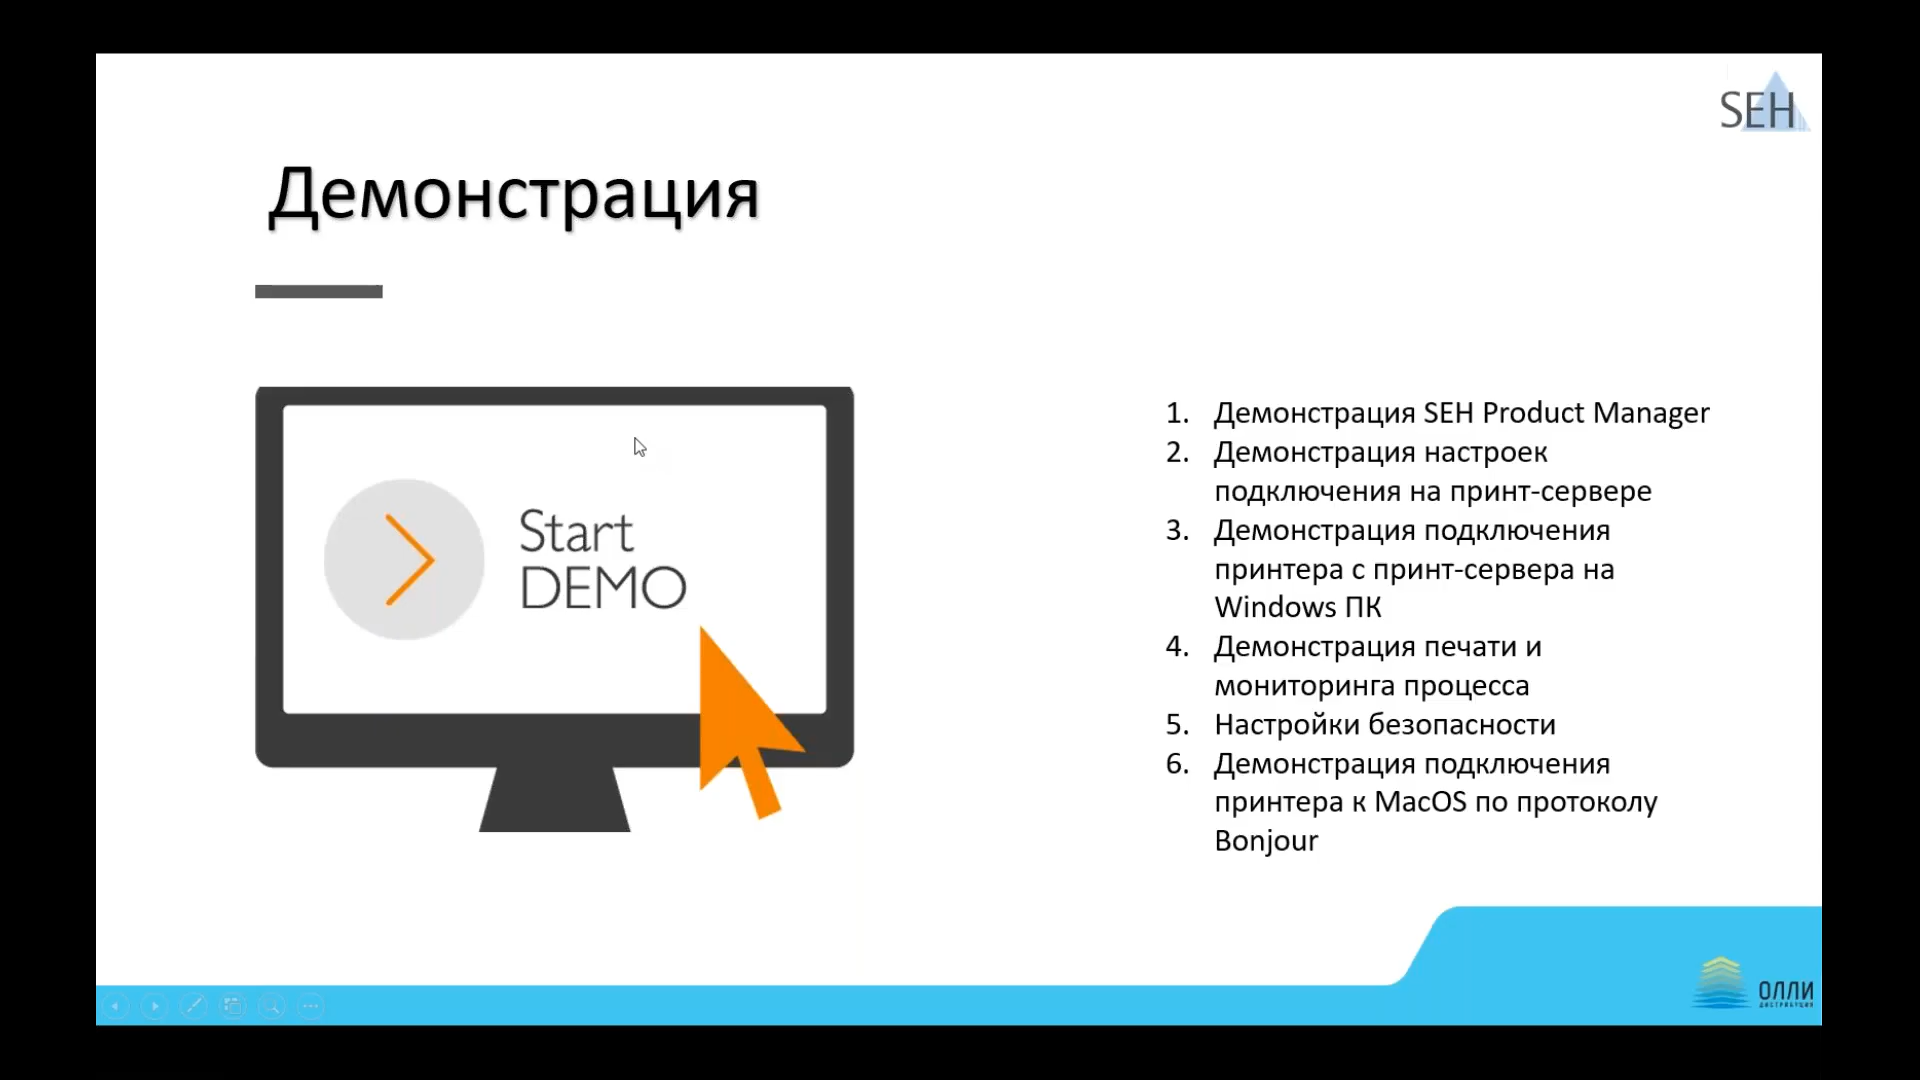 SEH
Демонстрация
Start
DEMO
1. Демонстрация SEH Product Manager
2. Демонстрация настроек
подключения на принт-сервере
3. Демонстрация подключения
принтера с принт-сервера на
Windows ПК
4. Демонстрация печати и
мониторинга процесса
5. Настройки безопасности
6. Демонстрация подключения
принтера к MacOS по протоколу
Bonjour
ОЛЛИ
ДИСТРИБУЦИЯ